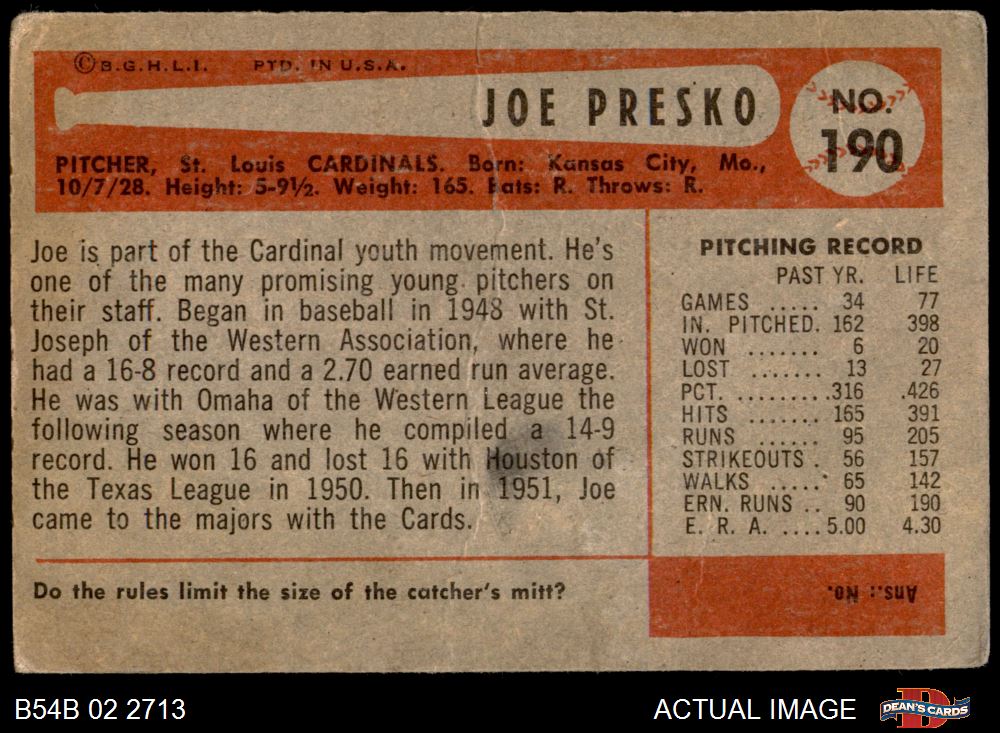 ©B.G.H.L.I. PTD. IN U.S.A.
JOE PRESKO
NO.
190
PITCHER, St. Louis CARDINALS. Born: Kansas City, Mo.,
10/7/28. Height: 5-9½. Weight: 165. Bats: R. Throws: R.
Joe is part of the Cardinal youth movement. He's
one of the many promising young pitchers on
their staff. Began in baseball in 1948 with St.
Joseph of the Western Association, where he
had a 16-8 record and a 2.70 earned run average.
He was with Omaha of the Western League the
following season where he compiled a 14-9
record. He won 16 and lost 16 with Houston of
the Texas League in 1950. Then in 1951, Joe
came to the majors with the Cards.
PITCHING RECORD
PAST YR. LIFE
GAMES ..... 34 77
IN. PITCHED. 162 398
WON ....... 6 20
LOST ....... 13 27
PCT. ........ .316 .426
HITS ....... 165 391
RUNS ...... 95 205
STRIKEOUTS . 56 157
WALKS ..... 65 142
ERN. RUNS .. 90 190
E. R. A. .... 5.00 4.30
Do the rules limit the size of the catcher's mitt?
Ans.: No.
B54B 02 2713
ACTUAL IMAGE
DEAN'S CARDS